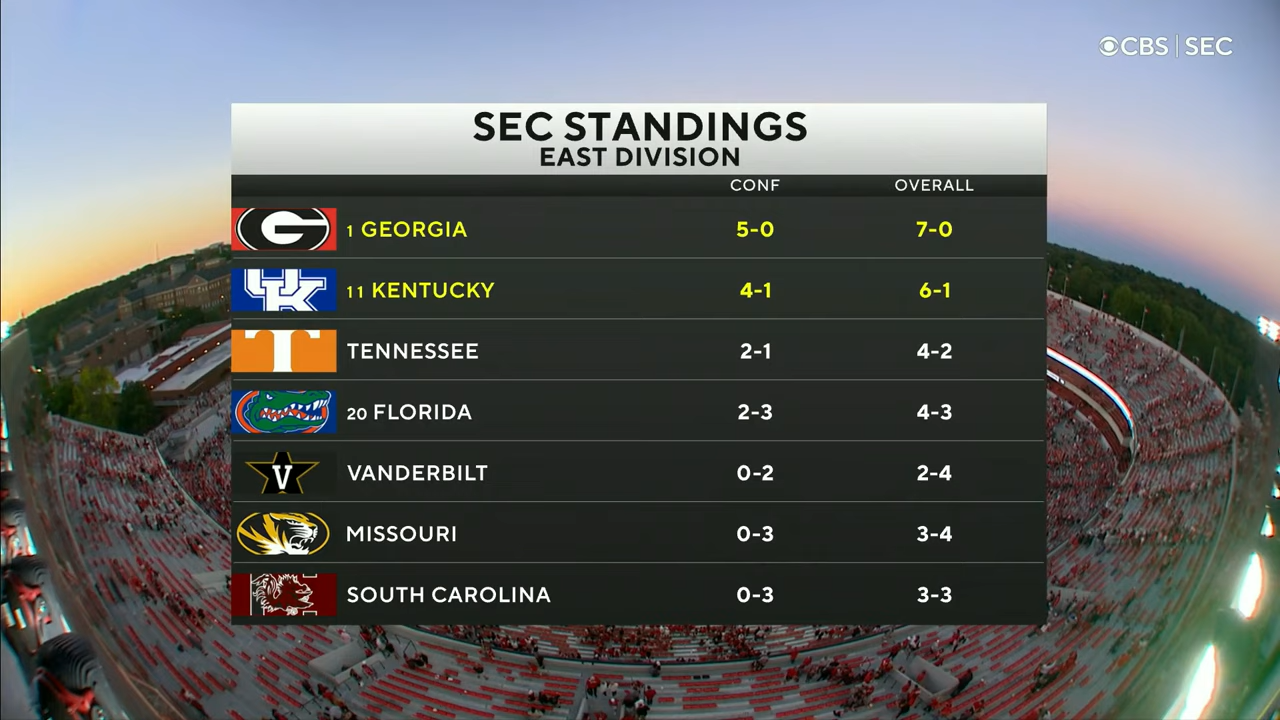 CBS | SEC
SEC STANDINGS
EAST DIVISION
CONF OVERALL
1 GEORGIA 5-0 7-0
11 KENTUCKY 4-1 6-1
TENNESSEE 2-1 4-2
20 FLORIDA 2-3 4-3
V VANDERBILT 0-2 2-4
MISSOURI 0-3 3-4
SOUTH CAROLINA 0-3 3-3